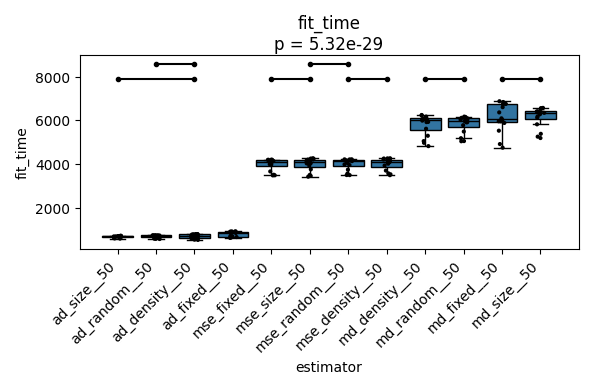 fit_time
p = 5.32e-29
fit_time
8000
6000
4000
2000
ad_size__50
ad_random__50
ad_density__50
ad_fixed__50
mse_fixed__50
mse_size__50
mse_random__50
mse_density__50
md_density__50
md_random__50
md_fixed__50
md_size__50
estimator